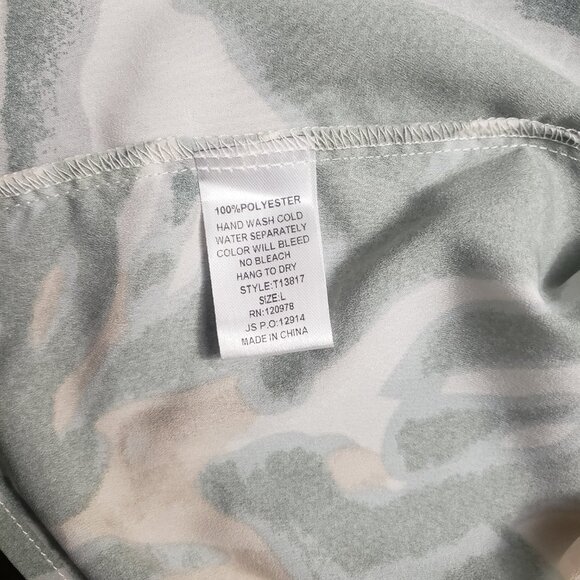 100%POLYESTER
HAND WASH COLD
WATER SEPARATELY
COLOR WILL BLEED
NO BLEACH
HANG TO DRY
STYLE:T13817
SIZE:L
RN:120978
JS P.O:12914
MADE IN CHINA